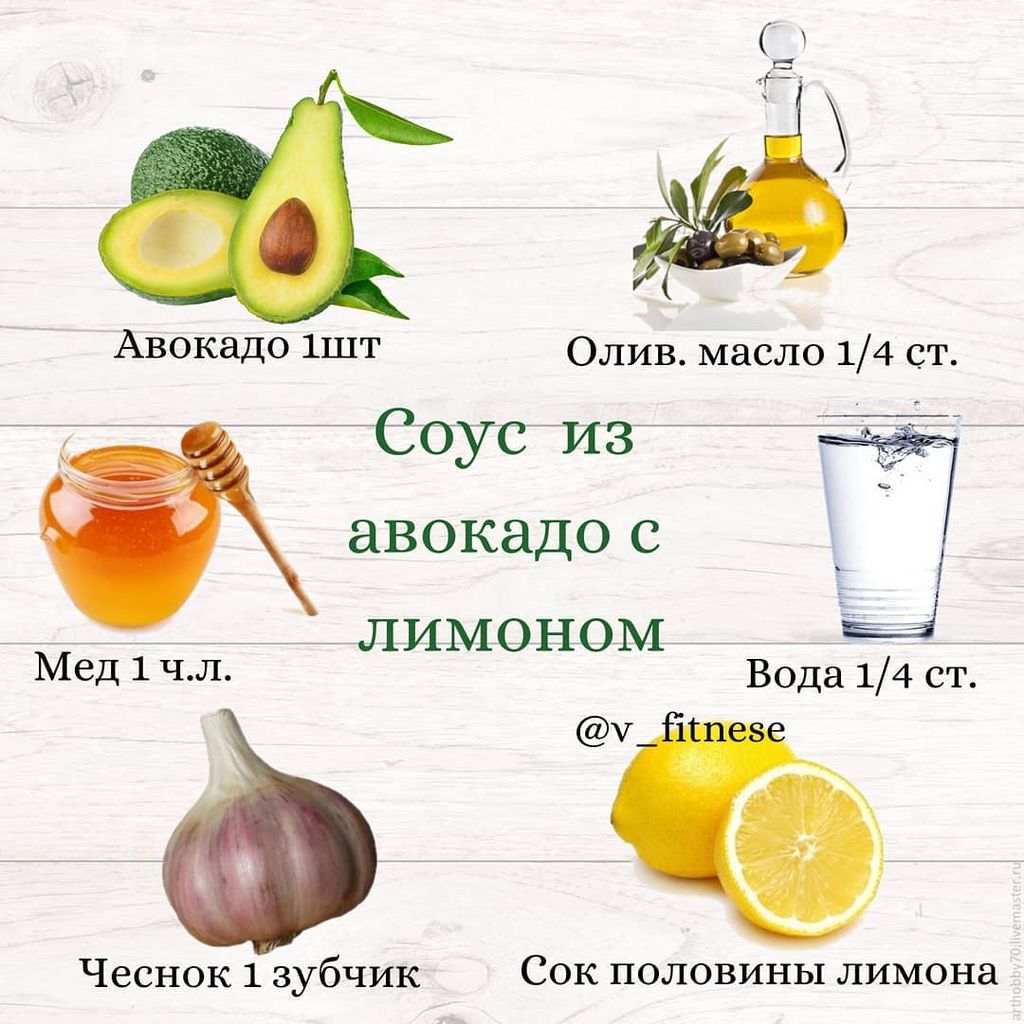 Авокадо 1шт
Олив. масло 1/4 ст.
Соус из
авокадо с
лимоном
Мед 1 ч.л.
Вода 1/4 ст.
@v_fitnese
Чеснок 1 зубчик
Сок половины лимона
arthobby70.livemaster.ru